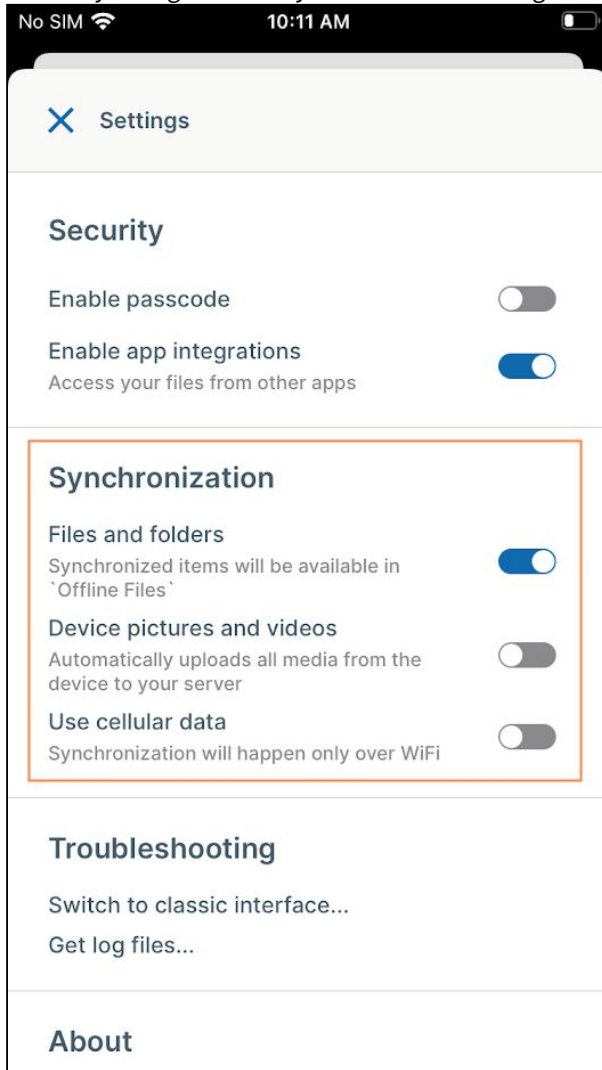 No SIM 10:11 AM
Settings
Security
Enable passcode
Enable app integrations
Access your files from other apps
Synchronization
Files and folders
Synchronized items will be available in
`Offline Files`
Device pictures and videos
Automatically uploads all media from the
device to your server
Use cellular data
Synchronization will happen only over WiFi
Troubleshooting
Switch to classic interface...
Get log files...
About